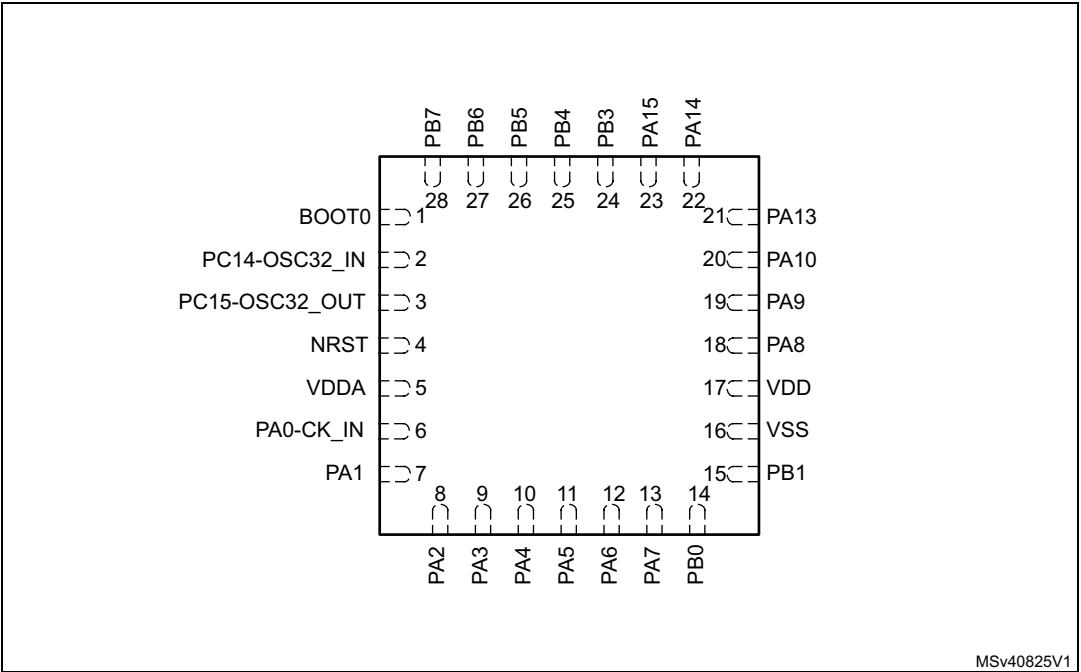 PB7 PB6 PB5 PB4 PB3 PA15 PA14
28 27 26 25 24 23 22
BOOT0 1 21 PA13
PC14-OSC32_IN 2 20 PA10
PC15-OSC32_OUT 3 19 PA9
NRST 4 18 PA8
VDDA 5 17 VDD
PA0-CK_IN 6 16 VSS
PA1 7 15 PB1
8 9 10 11 12 13 14
PA2 PA3 PA4 PA5 PA6 PA7 PB0
MSv40825V1